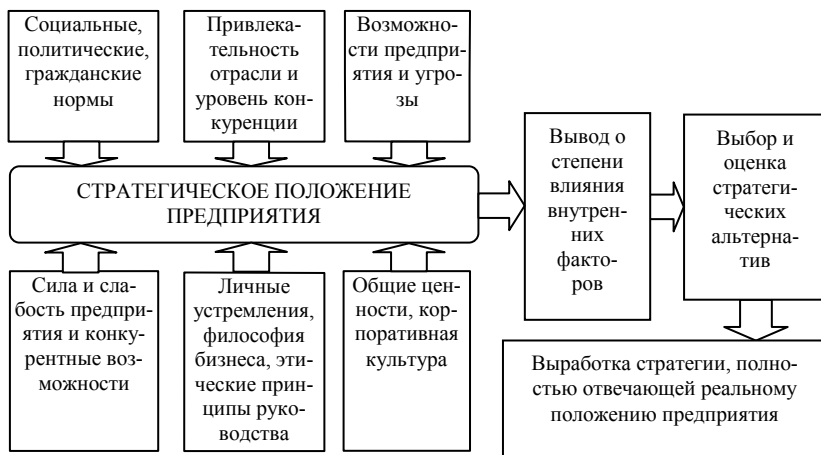 Социальные,
политические,
гражданские
нормы
Привлека-
тельность
отрасли и
уровень кон-
куренции
Возможно-
сти предпри-
ятия и угро-
зы
СТРАТЕГИЧЕСКОЕ ПОЛОЖЕНИЕ
ПРЕДПРИЯТИЯ
Сила и сла-
бость предпри-
ятия и конку-
рентные воз-
можности
Личные
устремления,
философия
бизнеса, эти-
ческие прин-
ципы руко-
водства
Общие цен-
ности, кор-
поративная
культура
Вывод о
степени
влияния
внутрен-
них
факто-
ров
Выбор и
оценка
стратеги-
ческих
альтерна-
тив
Выработка стратегии, полно-
стью отвечающей реальному
положению предприятия